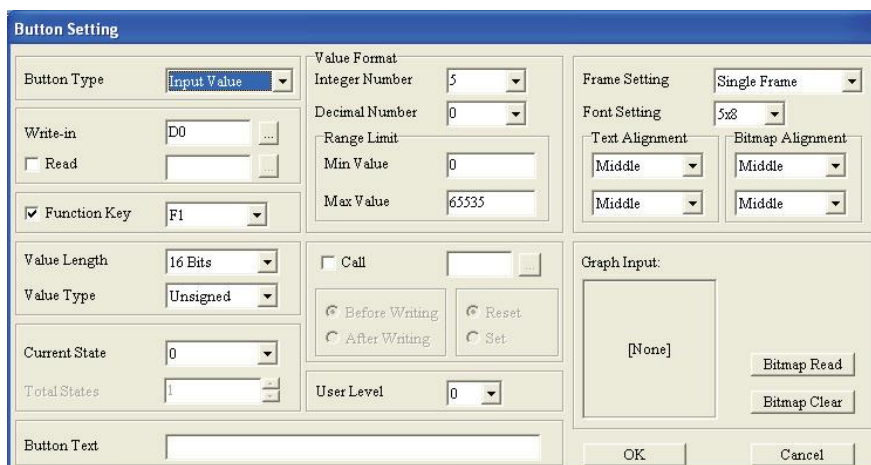 Button Setting
Button Type
Input Value
Write-in
D0
...
Read
...
Function Key
F1
Value Length
16 Bits
Value Type
Unsigned
Current State
0
Total States
1
Button Text
Value Format
Integer Number
5
Decimal Number
0
Range Limit
Min Value
0
Max Value
65535
Call
...
Before Writing
After Writing
Reset
Set
User Level
0
Frame Setting
Single Frame
Font Setting
5x8
Text Alignment
Middle
Middle
Bitmap Alignment
Middle
Middle
Graph Input:
[None]
Bitmap Read
Bitmap Clear
OK
Cancel